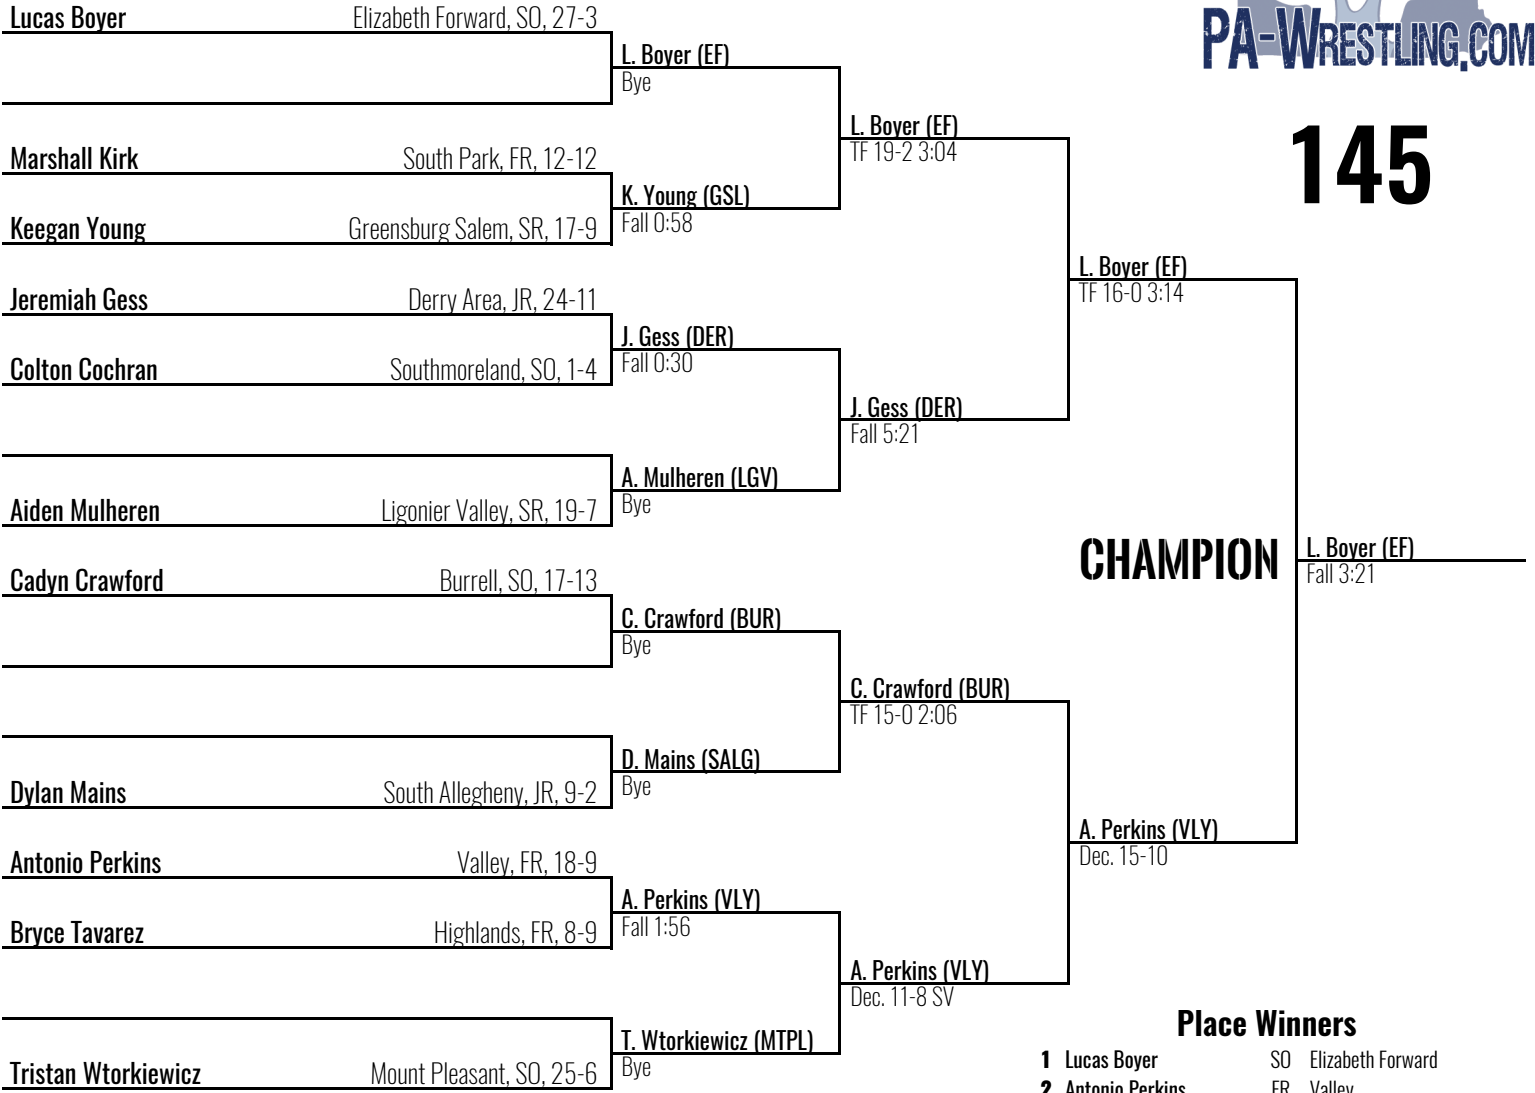 Lucas Boyer Elizabeth Forward, SO, 27-3
PA-WRESTLING.COM
L. Boyer (EF)
Bye
L. Boyer (EF)
TF 19-2 3:04
145
Marshall Kirk South Park, FR, 12-12
K. Young (GSL)
Fall 0:58
Keegan Young Greensburg Salem, SR, 17-9
L. Boyer (EF)
TF 16-0 3:14
Jeremiah Gess Derry Area, JR, 24-11
J. Gess (DER)
Fall 0:30
Colton Cochran Southmoreland, SO, 1-4
J. Gess (DER)
Fall 5:21
A. Mulheren (LGV)
Bye
Aiden Mulheren Ligonier Valley, SR, 19-7
CHAMPION
L. Boyer (EF)
Fall 3:21
Cadyn Crawford Burrell, SO, 17-13
C. Crawford (BUR)
Bye
C. Crawford (BUR)
TF 15-0 2:06
D. Mains (SALG)
Bye
Dylan Mains South Allegheny, JR, 9-2
A. Perkins (VLY)
Dec. 15-10
Antonio Perkins Valley, FR, 18-9
A. Perkins (VLY)
Fall 1:56
Bryce Tavarez Highlands, FR, 8-9
A. Perkins (VLY)
Dec. 11-8 SV
T. Wtorkiewicz (MTPL)
Bye
Tristan Wtorkiewicz Mount Pleasant, SO, 25-6
Place Winners
1 Lucas Boyer SO Elizabeth Forward
2 Antonio Perkins FR Valley